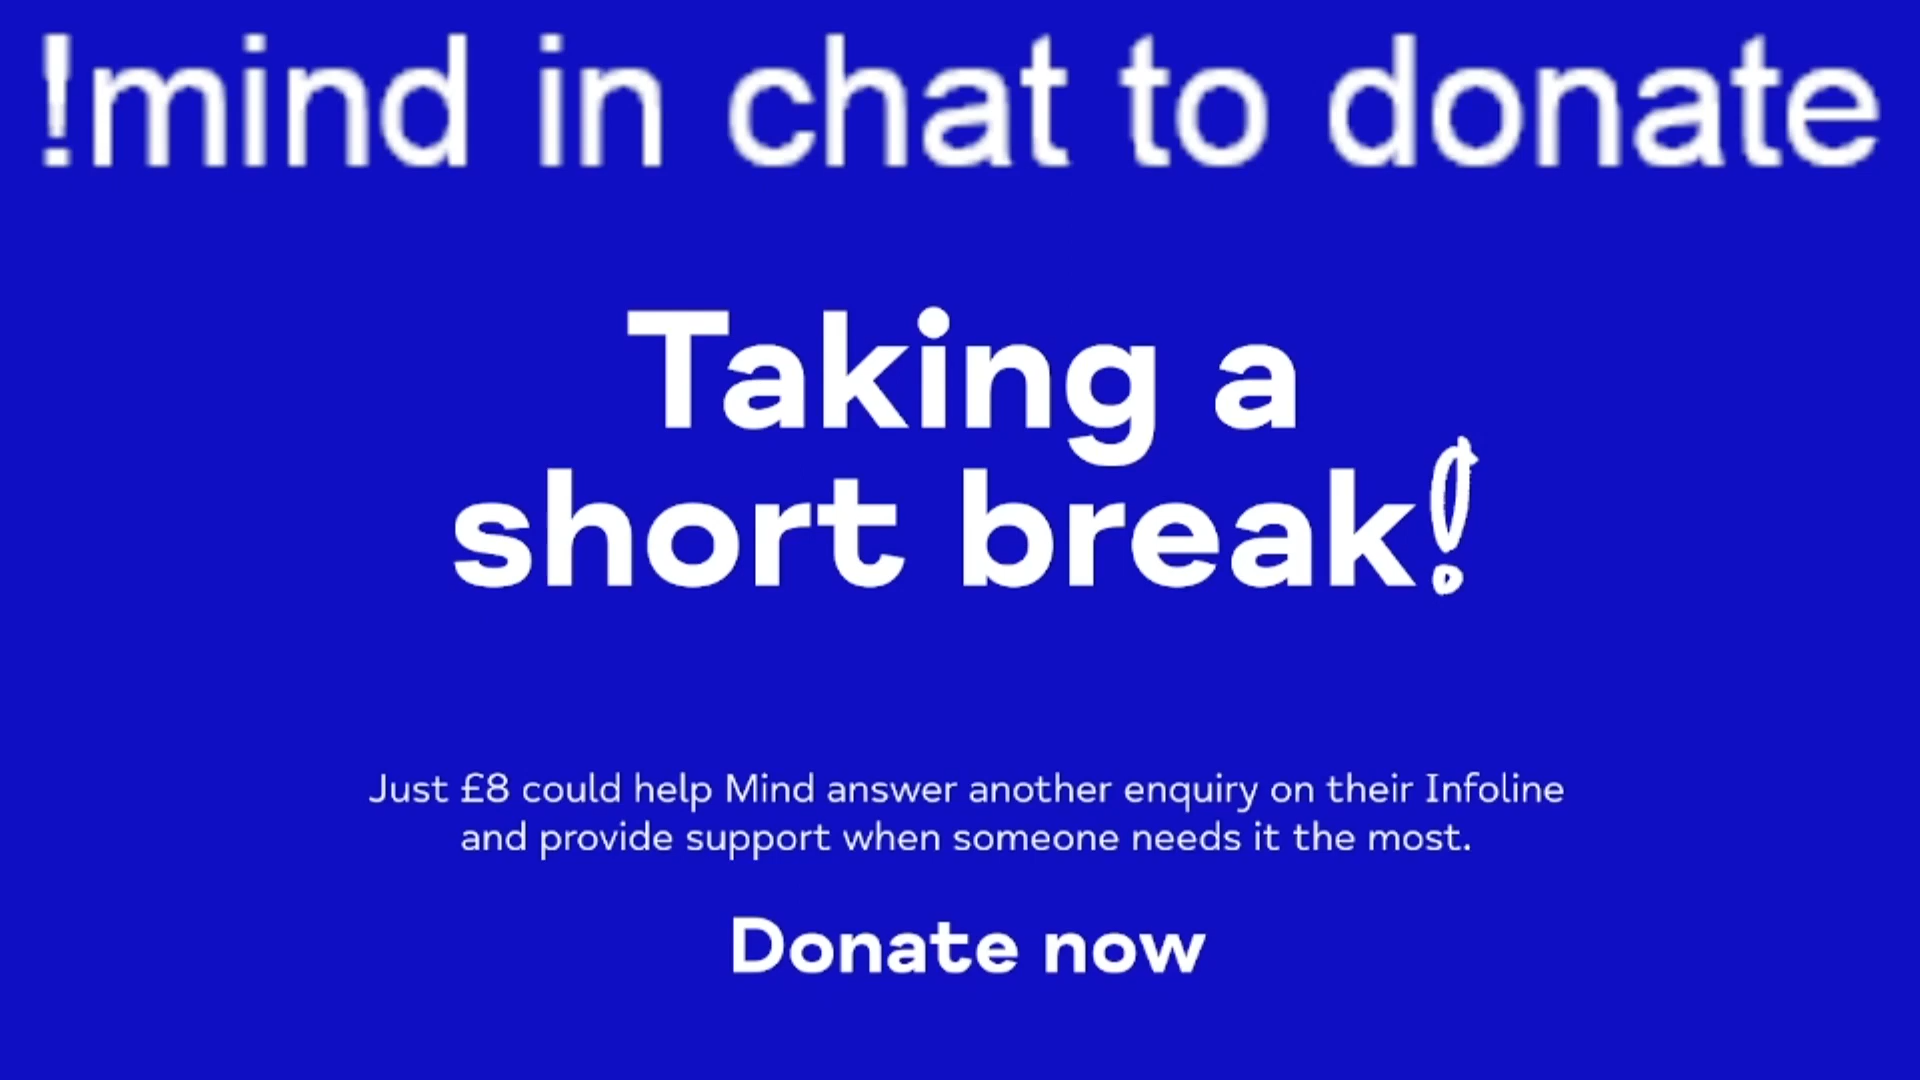 !mind in chat to donate
Taking a
short break!
Just £8 could help Mind answer another enquiry on their Infoline
and provide support when someone needs it the most.
Donate now